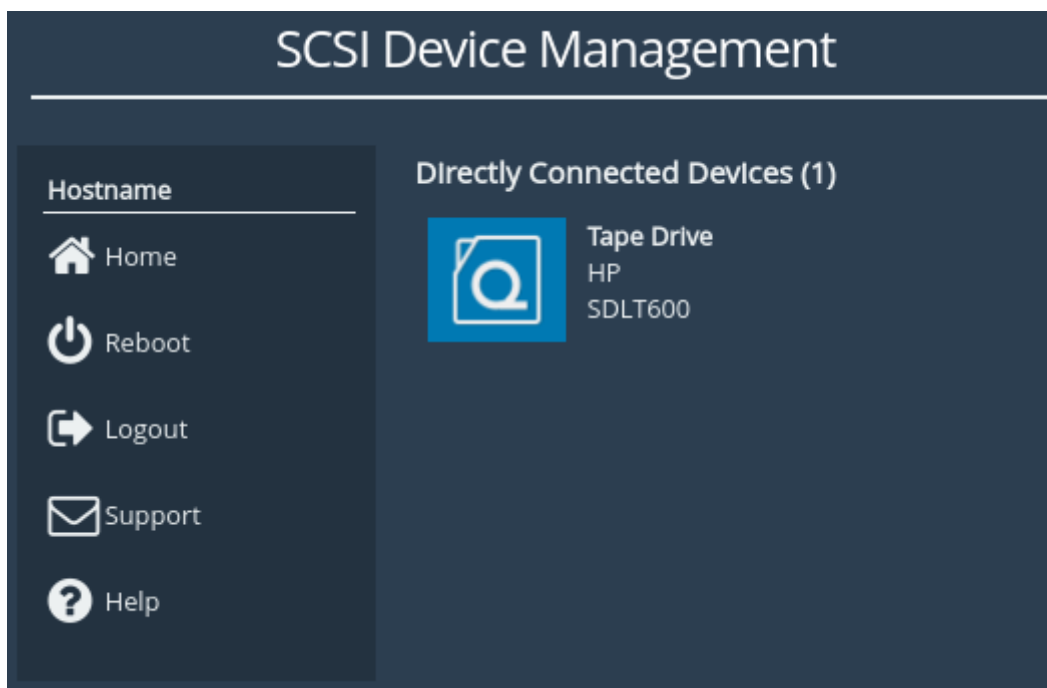 SCSI Device Management
Hostname
Home
Reboot
Logout
Support
Help
Directly Connected Devices (1)
Tape Drive
HP
SDLT600